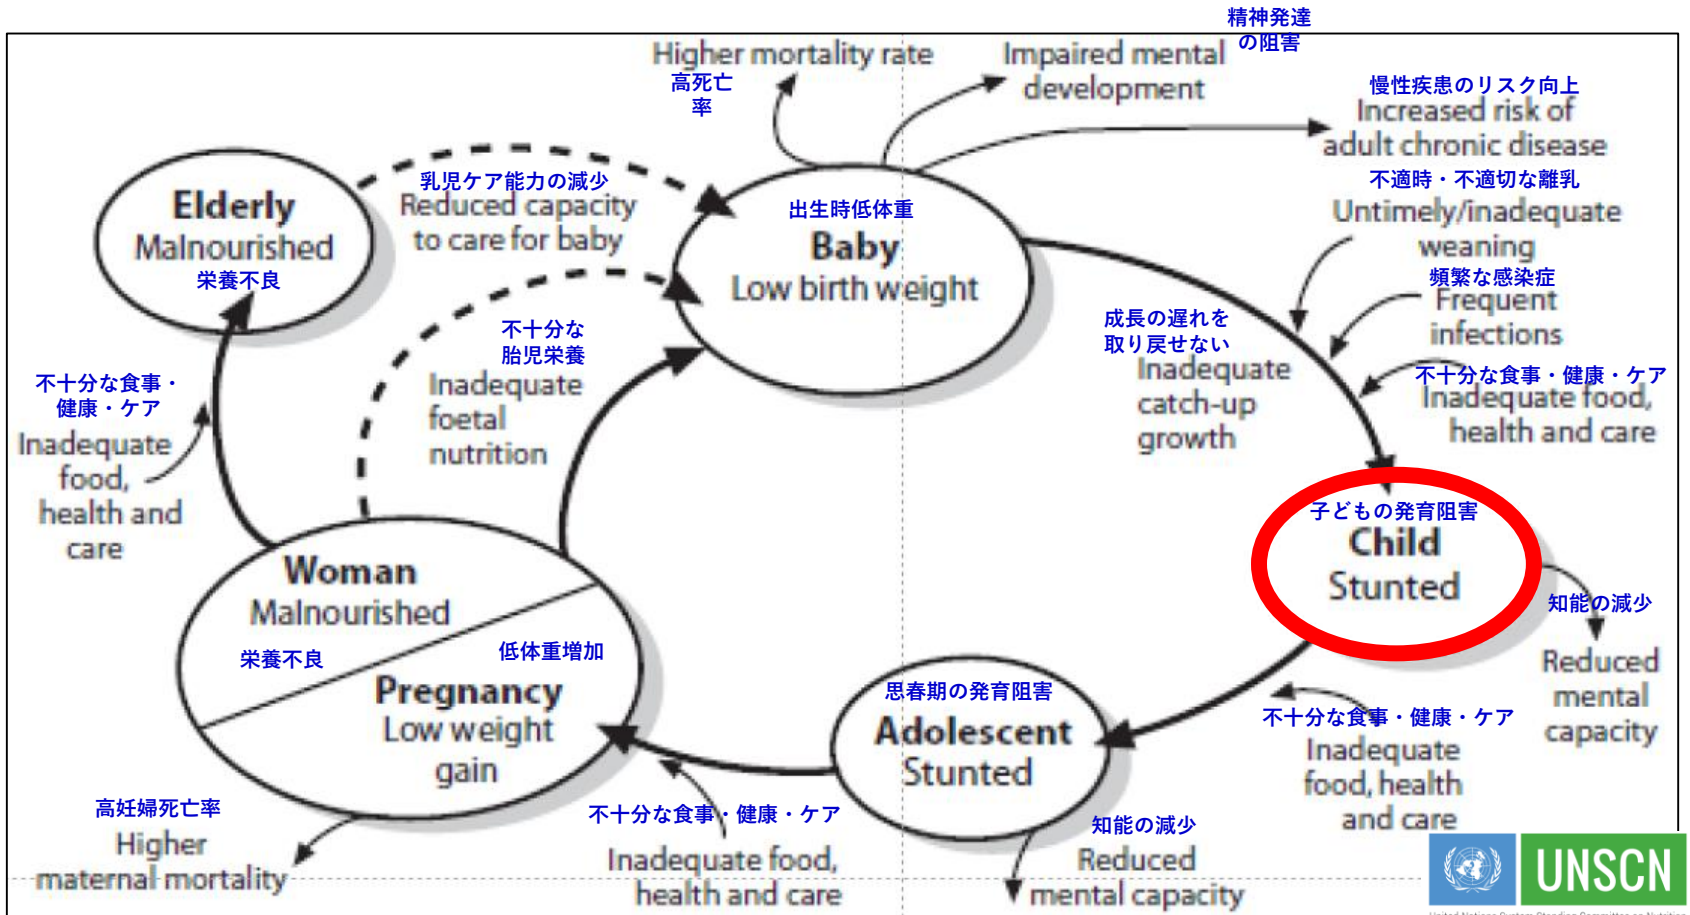 精神発達
の阻害
Higher mortality rate
高死亡
率
Impaired mental
development
慢性疾患のリスク向上
Increased risk of
adult chronic disease
不適時・不適切な離乳
Untimely/inadequate
weaning
頻繁な感染症
Frequent
infections
不十分な食事・健康・ケア
Inadequate food,
health and care
Elderly
Malnourished
栄養不良
乳児ケア能力の減少
Reduced capacity
to care for baby
出生時低体重
Baby
Low birth weight
不十分な
胎児栄養
Inadequate
foetal
nutrition
成長の遅れを
取り戻せない
Inadequate
catch-up
growth
不十分な食事・
健康・ケア
Inadequate
food,
health and
care
子どもの発育阻害
Child
Stunted
知能の減少
Reduced
mental
capacity
Woman
Malnourished
栄養不良
低体重増加
Pregnancy
Low weight
gain
思春期の発育阻害
Adolescent
Stunted
不十分な食事・健康・ケア
Inadequate
food, health
and care
高妊婦死亡率
Higher
maternal mortality
不十分な食事・健康・ケア
Inadequate food,
health and care
知能の減少
Reduced
mental capacity
UNSCN
United Nations System Standing Committee on Nutrition